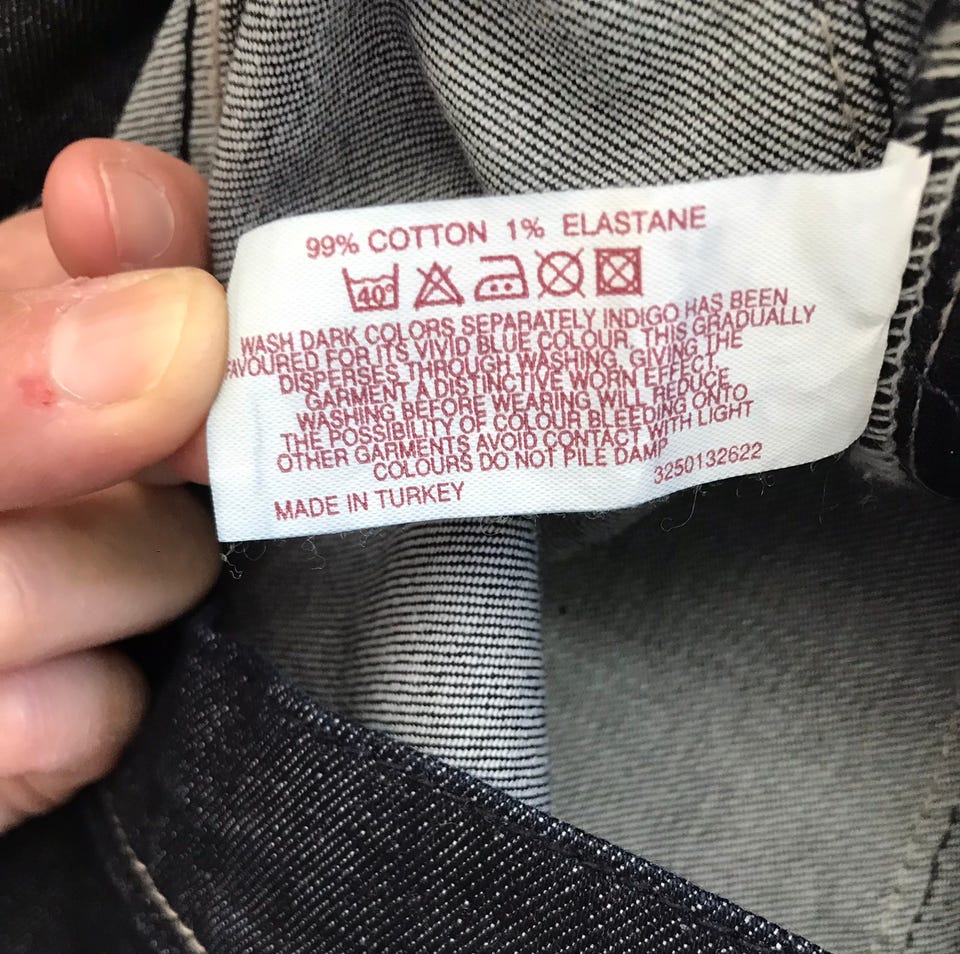 99% COTTON 1% ELASTANE
40°
WASH DARK COLORS SEPARATELY INDIGO HAS BEEN
FAVOURED FOR ITS VIVID BLUE COLOUR, THIS GRADUALLY
DISPERSES THROUGH WASHING, GIVING THE
GARMENT A DISTINCTIVE WORN EFFECT.
WASHING BEFORE WEARING WILL REDUCE
THE POSSIBILITY OF COLOUR BLEEDING ONTO
OTHER GARMENTS AVOID CONTACT WITH LIGHT
COLOURS DO NOT PILE DAMP
3250132622
MADE IN TURKEY